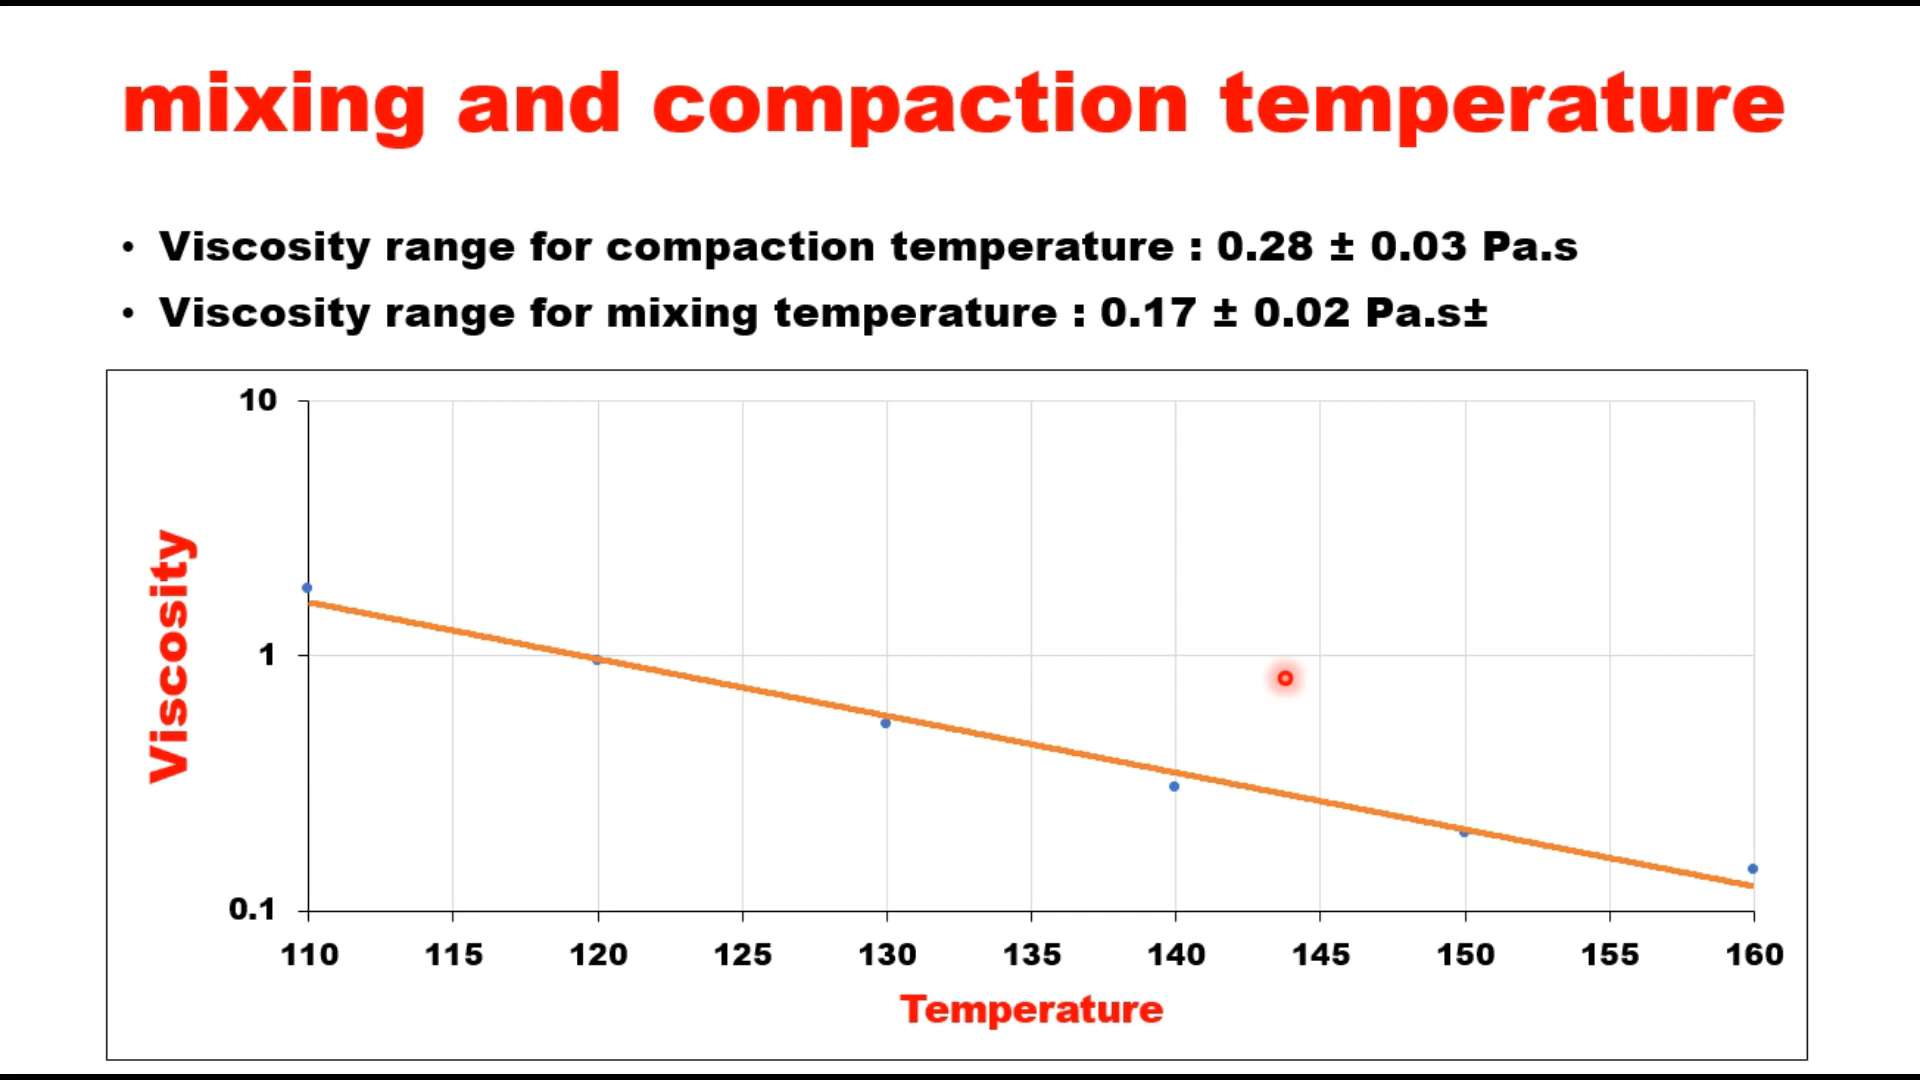 mixing and compaction temperature
• Viscosity range for compaction temperature : 0.28 ± 0.03 Pa.s
• Viscosity range for mixing temperature : 0.17 ± 0.02 Pa.s±
10
1
0.1
Viscosity
110 115 120 125 130 135 140 145 150 155 160
Temperature